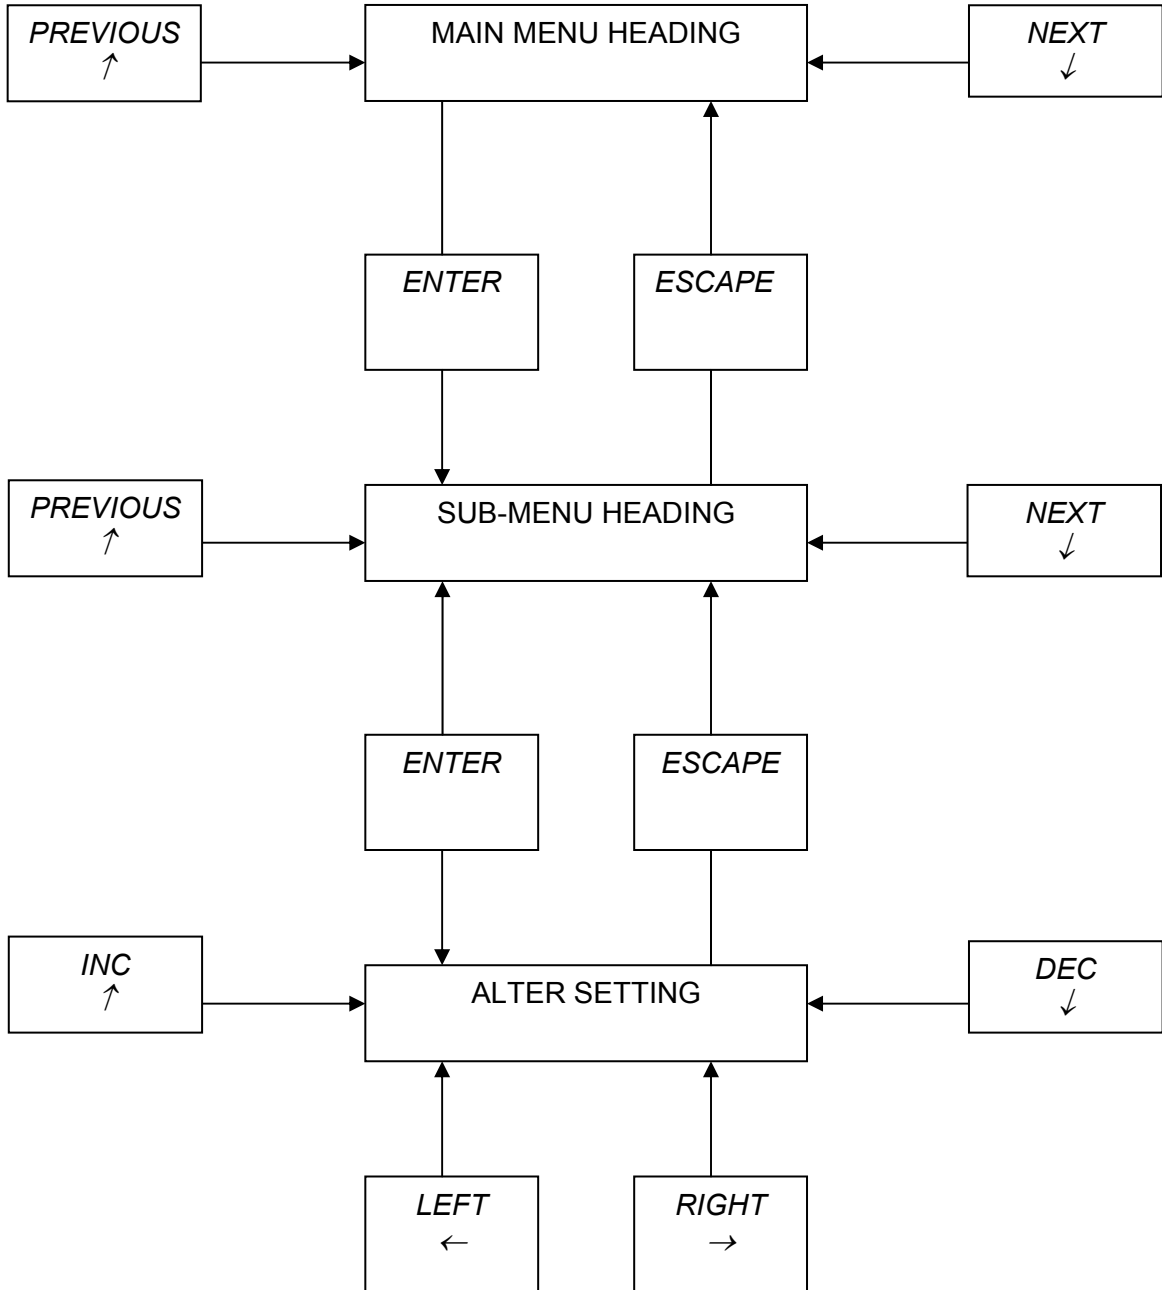 PREVIOUS
↑
MAIN MENU HEADING
NEXT
↓
ENTER
ESCAPE
PREVIOUS
↑
SUB-MENU HEADING
NEXT
↓
ENTER
ESCAPE
INC
↑
ALTER SETTING
DEC
↓
LEFT
←
RIGHT
→